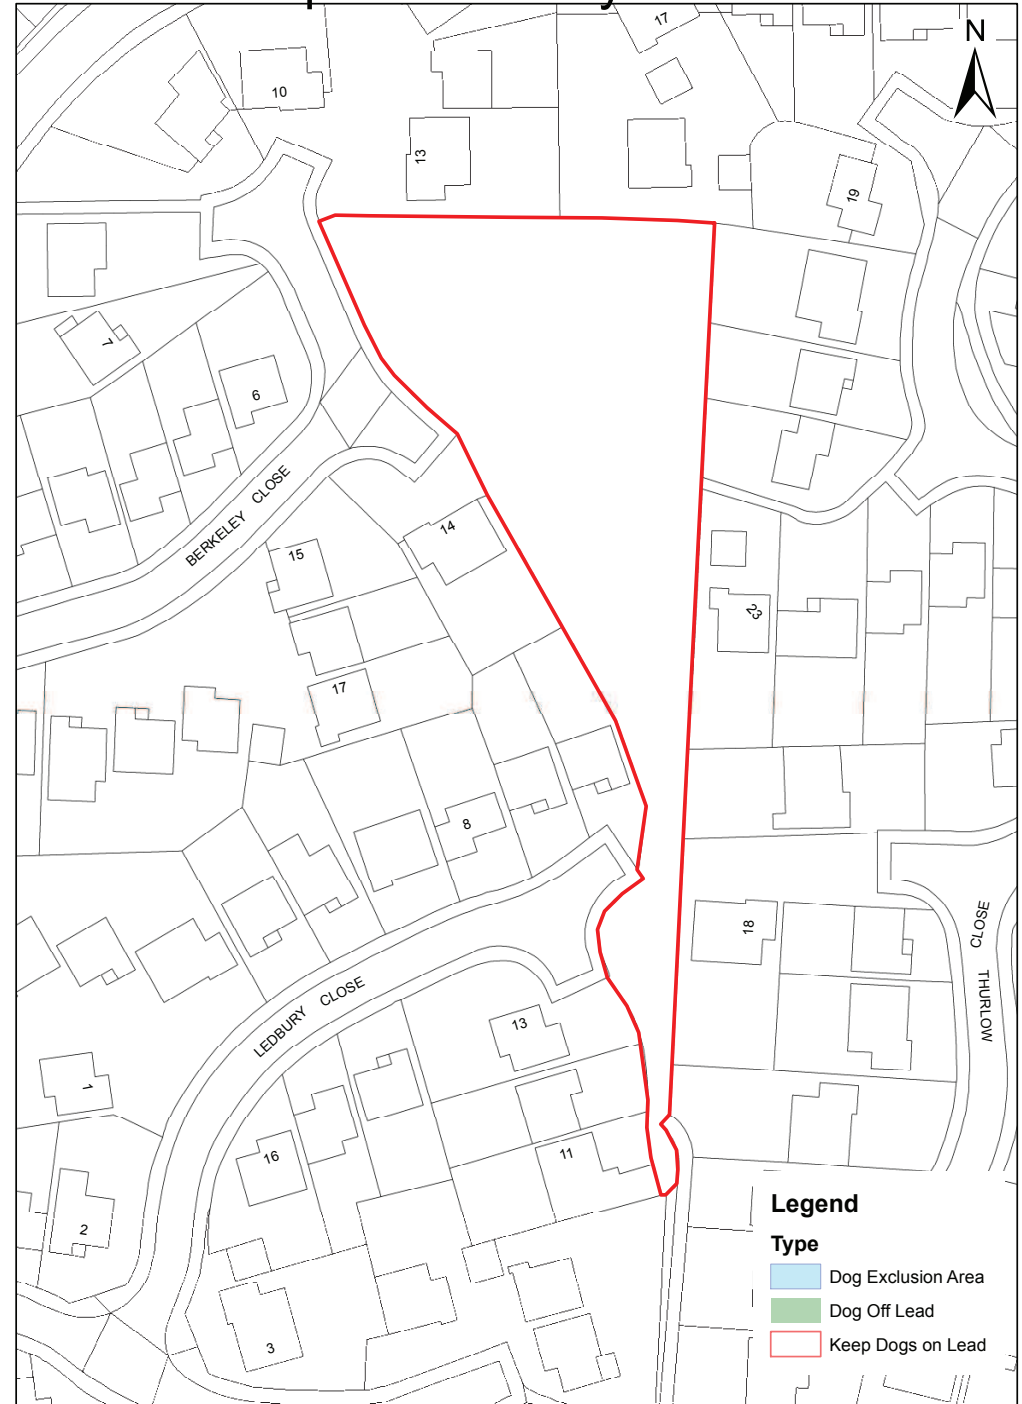 17
N
10
13
19
7
6
BERKELEY CLOSE
14
15
23
17
8
18
CLOSE
THURLOW
LEDBURY CLOSE
13
1
16
11
2
3
Legend
Type
Dog Exclusion Area
Dog Off Lead
Keep Dogs on Lead